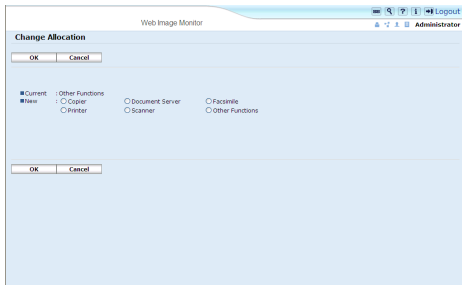 Logout
Web Image Monitor
Administrator
Change Allocation
OK Cancel
Current : Other Functions
New : Copier Document Server Facsimile
Printer Scanner Other Functions
OK Cancel